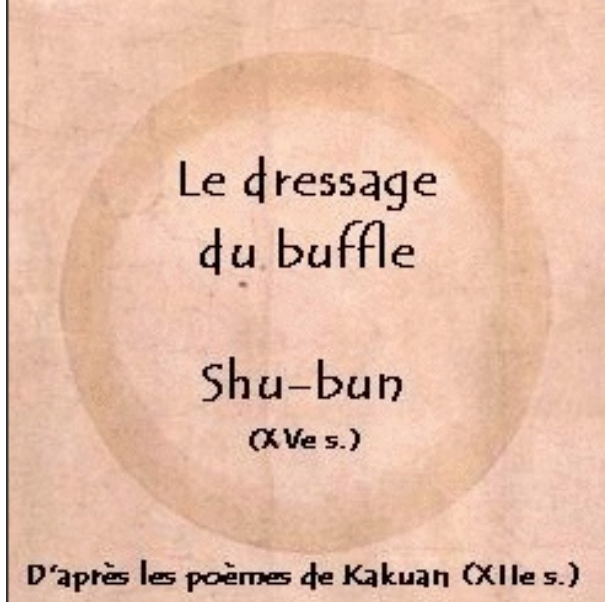 Le dressage
du buffle
Shu-bun
(XVe s.)
D'après les poèmes de Kakuan (XIIe s.)